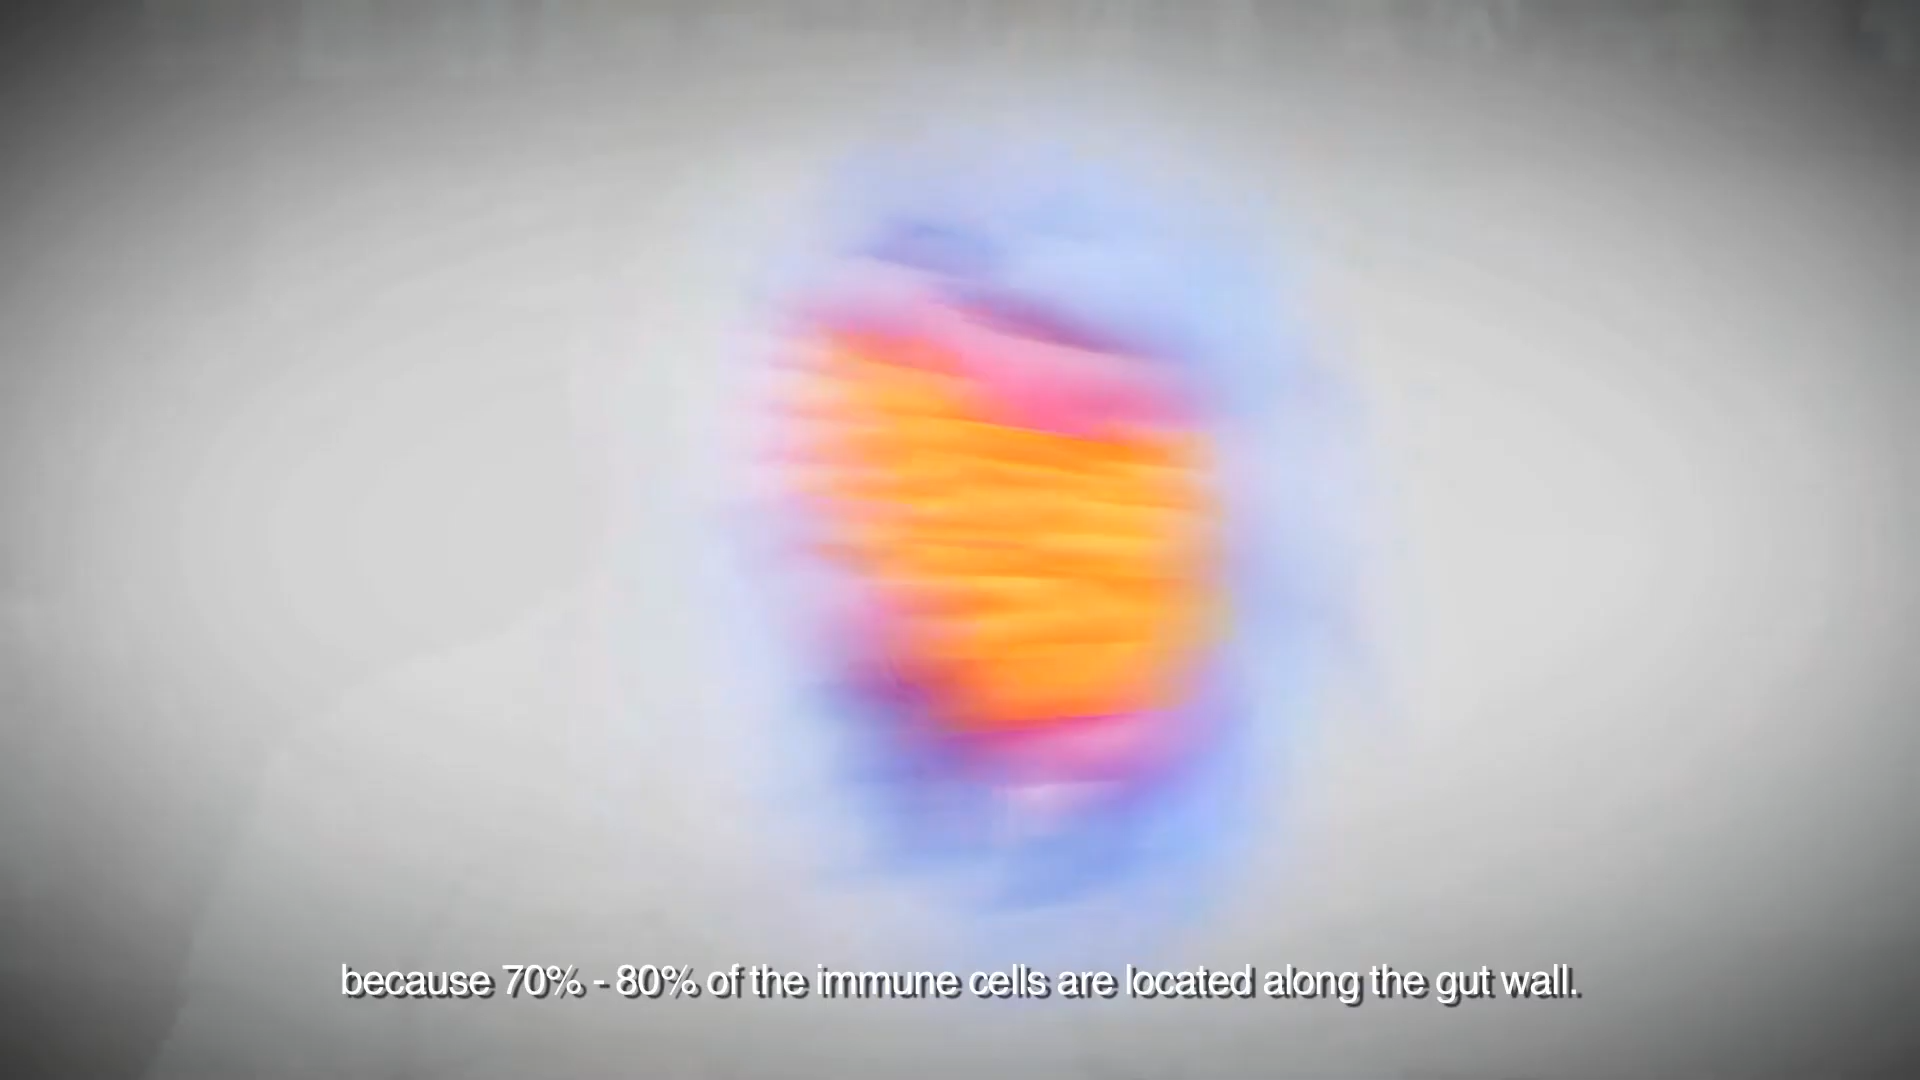 because 70% - 80% of the immune cells are located along the gut wall.